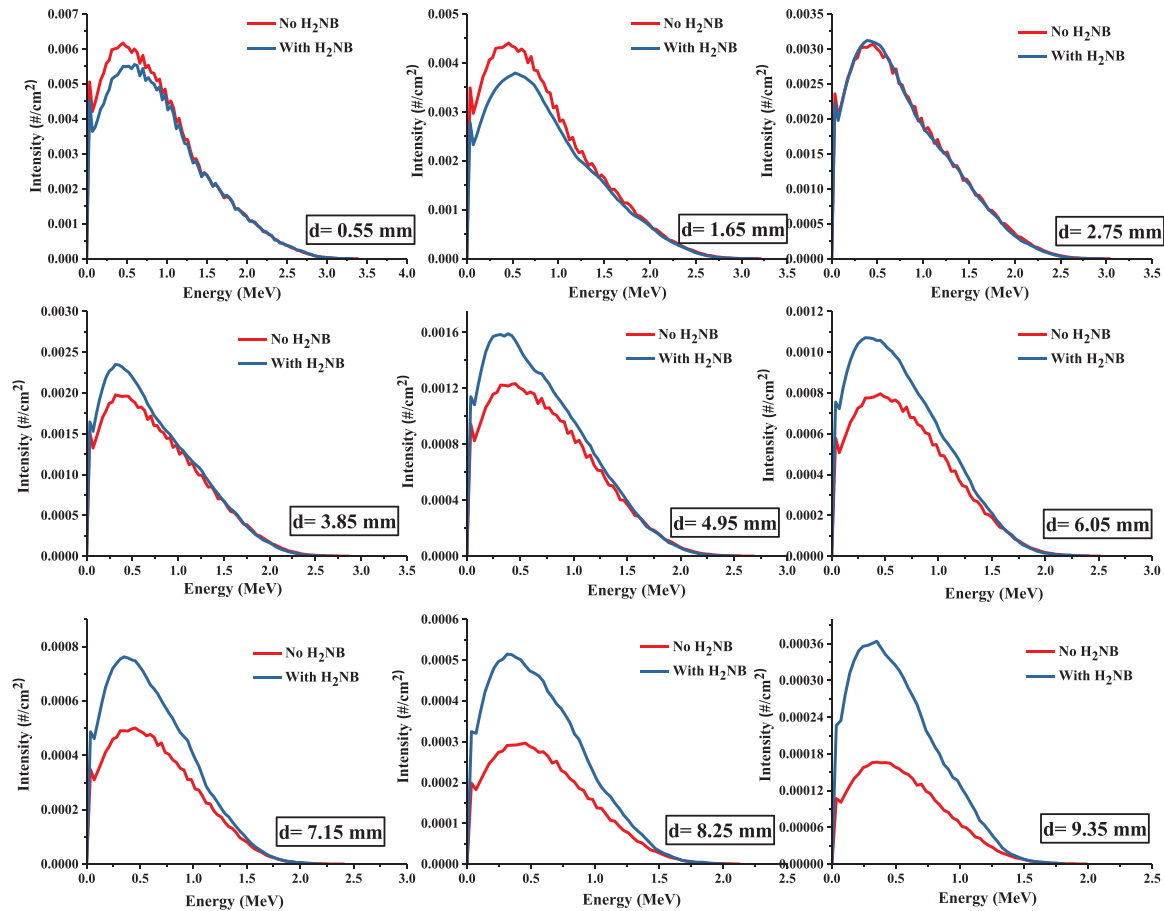 0.007
0.006
0.005
0.004
0.003
0.002
0.001
0.000
Intensity (#/cm²)
No H₂NB
With H₂NB
d= 0.55 mm
0.0 0.5 1.0 1.5 2.0 2.5 3.0 3.5 4.0
Energy (MeV)
0.005
0.004
0.003
0.002
0.001
0.000
Intensity (#/cm²)
No H₂NB
With H₂NB
d= 1.65 mm
0.0 0.5 1.0 1.5 2.0 2.5 3.0 3.5
Energy (MeV)
0.0035
0.0030
0.0025
0.0020
0.0015
0.0010
0.0005
0.0000
Intensity (#/cm²)
No H₂NB
With H₂NB
d= 2.75 mm
0.0 0.5 1.0 1.5 2.0 2.5 3.0 3.5
Energy (MeV)
0.0030
0.0025
0.0020
0.0015
0.0010
0.0005
0.0000
Intensity (#/cm²)
No H₂NB
With H₂NB
d= 3.85 mm
0.0 0.5 1.0 1.5 2.0 2.5 3.0 3.5
Energy (MeV)
0.0016
0.0012
0.0008
0.0004
0.0000
Intensity (#/cm²)
No H₂NB
With H₂NB
d= 4.95 mm
0.0 0.5 1.0 1.5 2.0 2.5 3.0
Energy (MeV)
0.0012
0.0010
0.0008
0.0006
0.0004
0.0002
0.0000
Intensity (#/cm²)
No H₂NB
With H₂NB
d= 6.05 mm
0.0 0.5 1.0 1.5 2.0 2.5 3.0
Energy (MeV)
0.0008
0.0006
0.0004
0.0002
0.0000
Intensity (#/cm²)
No H₂NB
With H₂NB
d= 7.15 mm
0.0 0.5 1.0 1.5 2.0 2.5 3.0
Energy (MeV)
0.0006
0.0005
0.0004
0.0003
0.0002
0.0001
0.0000
Intensity (#/cm²)
No H₂NB
With H₂NB
d= 8.25 mm
0.0 0.5 1.0 1.5 2.0 2.5
Energy (MeV)
0.00036
0.00030
0.00024
0.00018
0.00012
0.00006
0.00000
Intensity (#/cm²)
No H₂NB
With H₂NB
d= 9.35 mm
0.0 0.5 1.0 1.5 2.0 2.5
Energy (MeV)